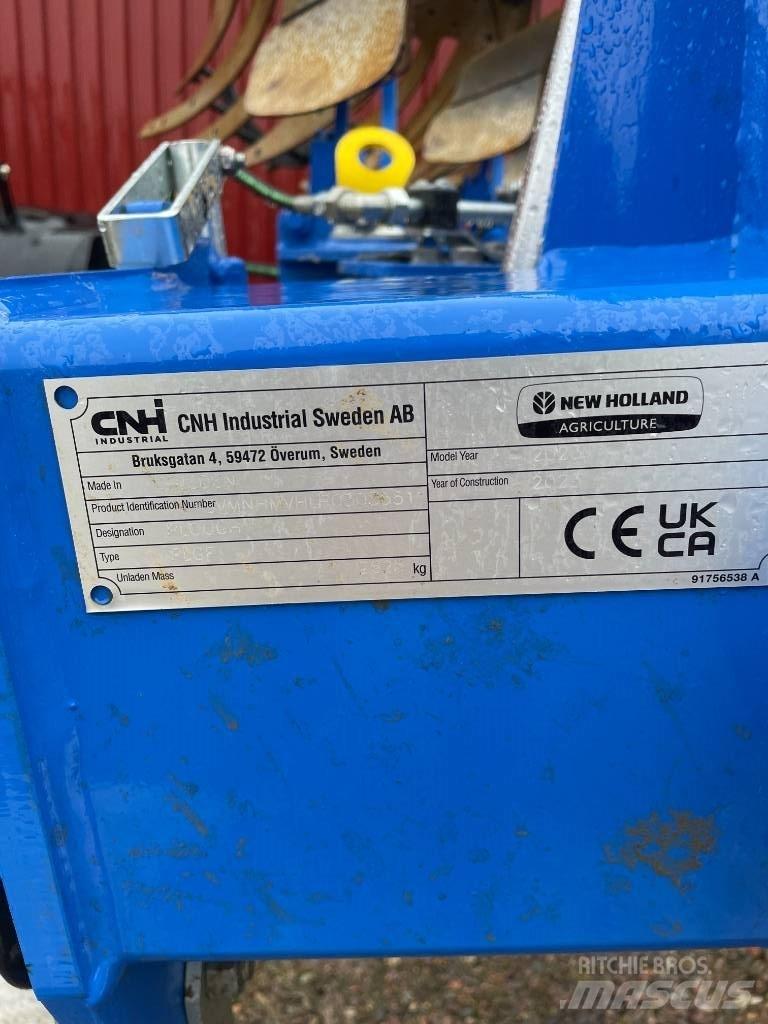 CNH INDUSTRIAL CNH Industrial Sweden AB
Bruksgatan 4, 59472 Överum, Sweden
Made In
Product Identification Number
Designation
Type
Unladen Mass kg
NEW HOLLAND
AGRICULTURE
Model Year
Year of Construction
CE UK CA
91756538 A
RITCHIE BROS.
MASCUS